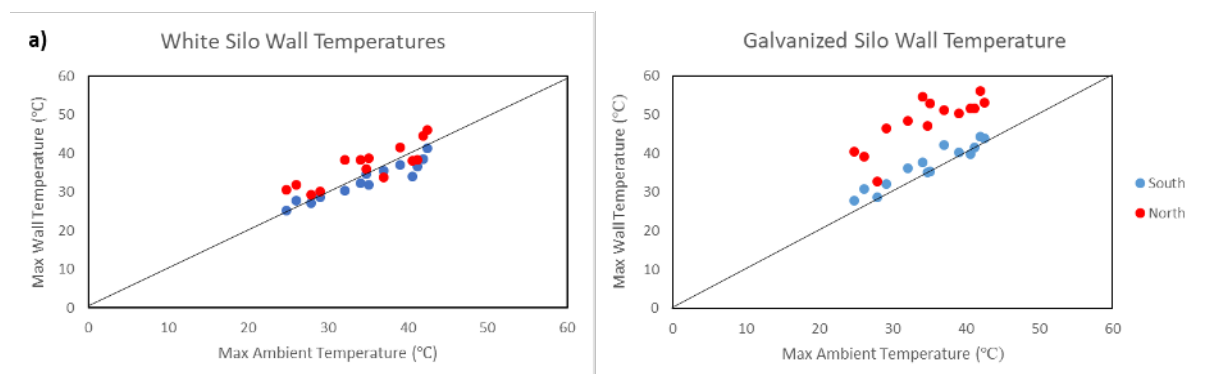 a)
White Silo Wall Temperatures
Max Wall Temperature (°C)
60
50
40
30
20
10
0
0 10 20 30 40 50 60
Max Ambient Temperature (°C)
Galvanized Silo Wall Temperature
Max Wall Temperature (°C)
60
50
40
30
20
10
0
0 10 20 30 40 50 60
Max Ambient Temperature (°C)
South
North